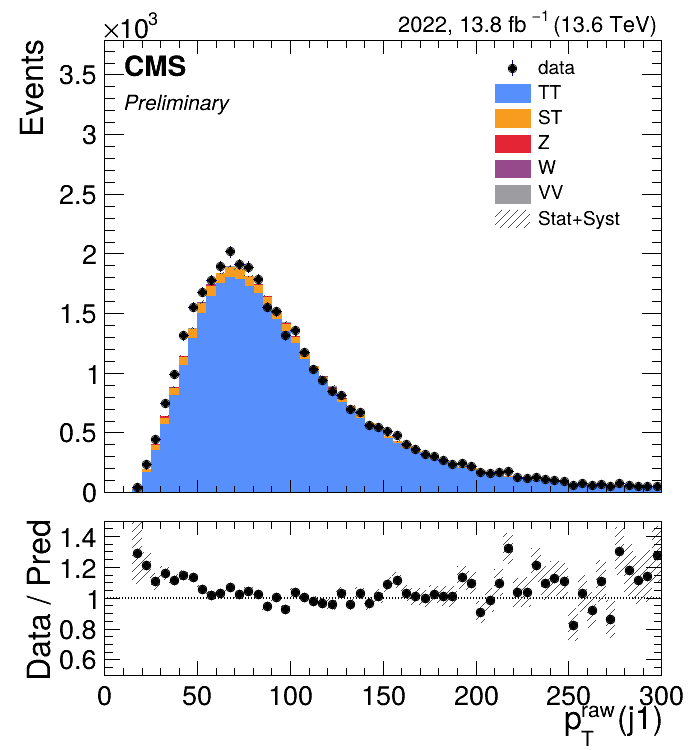 ×10³ 2022, 13.8 fb⁻¹ (13.6 TeV)
Events
CMS
Preliminary
data
TT
ST
Z
W
VV
Stat+Syst
3.5
3
2.5
2
1.5
1
0.5
0
Data / Pred
1.4
1.2
1
0.8
0.6
0 50 100 150 200 250 300
p_T^raw(j1)